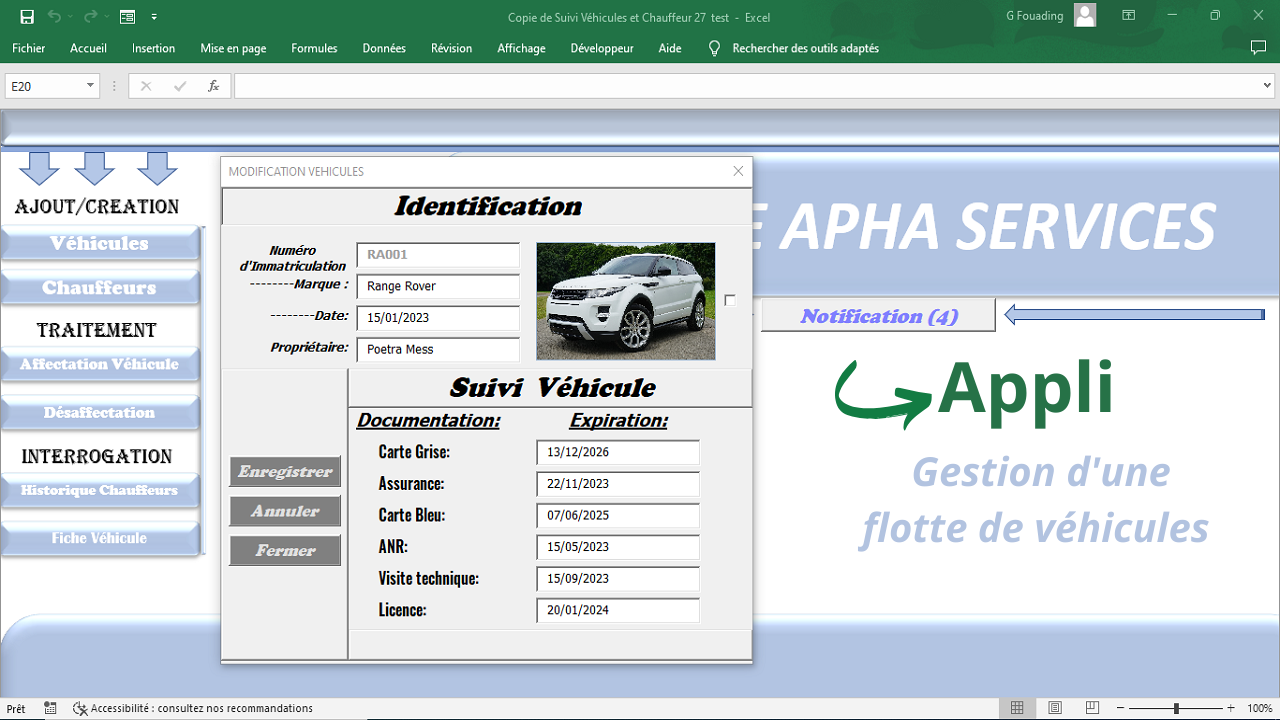 Copie de Suivi Véhicules et Chauffeur 27 test - Excel
G Fouading
Fichier Accueil Insertion Mise en page Formules Données Révision Affichage Développeur Aide Rechercher des outils adaptés
E20
fx
AJOUT/CREATION
Véhicules
Chauffeurs
TRAITEMENT
Affectation Véhicule
Désaffectation
INTERROGATION
Historique Chauffeurs
Fiche Véhicule
MODIFICATION VEHICULES
Identification
Numéro
d'Immatriculation
RA001
--------Marque :
Range Rover
--------Date:
15/01/2023
Propriétaire:
Poetra Mess
Suivi Véhicule
Documentation: Expiration:
Carte Grise: 13/12/2026
Assurance: 22/11/2023
Carte Bleu: 07/06/2025
ANR: 15/05/2023
Visite technique: 15/09/2023
Licence: 20/01/2024
Enregistrer
Annuler
Fermer
E APHA SERVICES
Notification (4)
Appli
Gestion d'une
flotte de véhicules
Prêt
Accessibilité : consultez nos recommandations
100%